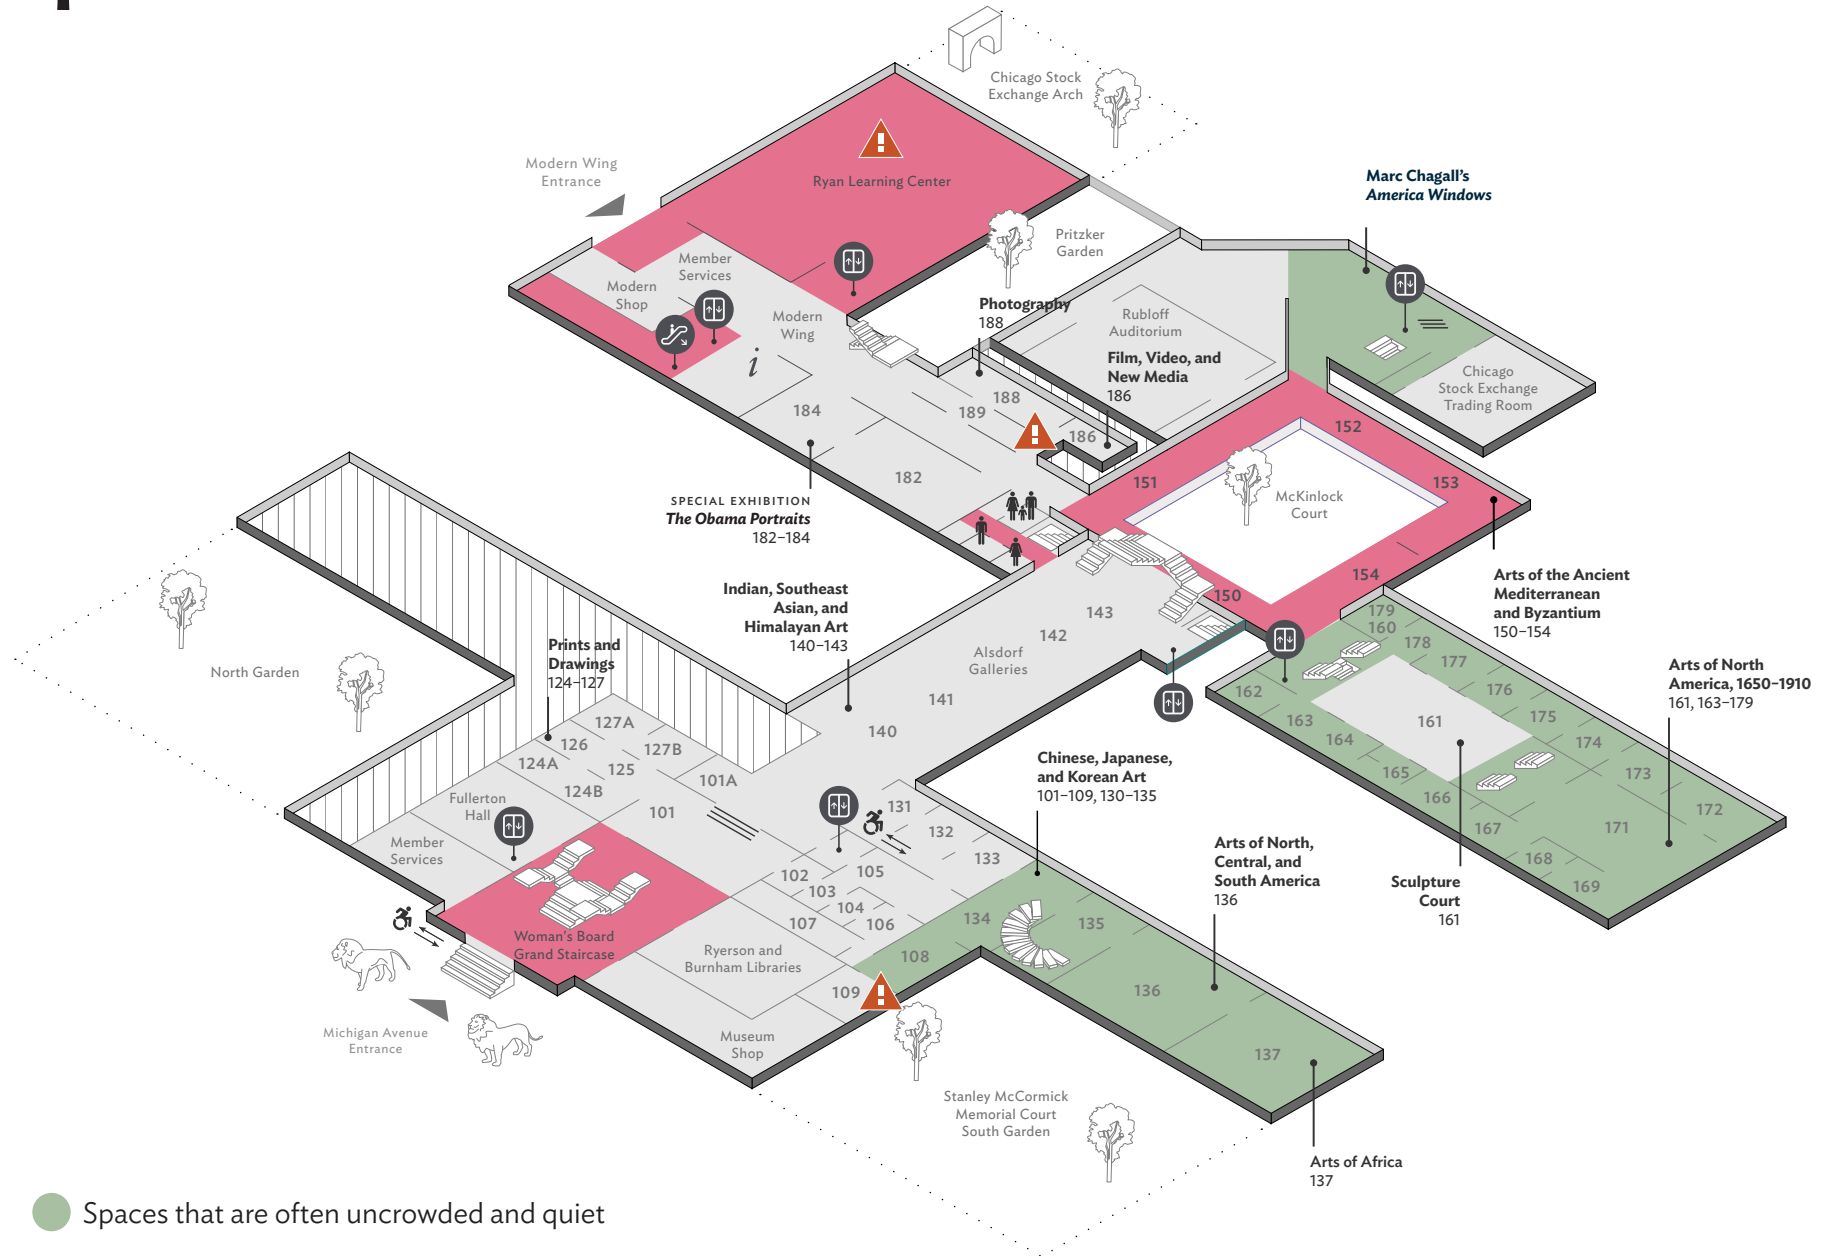 Chicago Stock
Exchange Arch
Modern Wing
Entrance
Ryan Learning Center
Marc Chagall’s
America Windows
Pritzker
Garden
Member
Services
Modern
Shop
Modern
Wing
i
Photography
188
Rubloff
Auditorium
Film, Video, and
New Media
186
Chicago
Stock Exchange
Trading Room
184
188
189
186
182
152
151
153
McKinlock
Court
SPECIAL EXHIBITION
The Obama Portraits
182–184
154
150
Indian, Southeast
Asian, and
Himalayan Art
140–143
Arts of the Ancient
Mediterranean
and Byzantium
150–154
143
142
Alsdorf
Galleries
141
140
179
160
178
177
176
175
174
173
172
162
163
164
161
165
166
167
171
168
169
Arts of North
America, 1650–1910
161, 163–179
North Garden
Prints and
Drawings
124–127
127A
126
127B
124A
125
101A
124B
101
Fullerton
Hall
Member
Services
Chinese, Japanese,
and Korean Art
101–109, 130–135
131
132
133
102
105
103
104
107
106
134
135
108
109
Arts of North,
Central, and
South America
136
Sculpture
Court
161
Woman’s Board
Grand Staircase
Ryerson and
Burnham Libraries
136
137
Michigan Avenue
Entrance
Museum
Shop
Stanley McCormick
Memorial Court
South Garden
Arts of Africa
137
Spaces that are often uncrowded and quiet